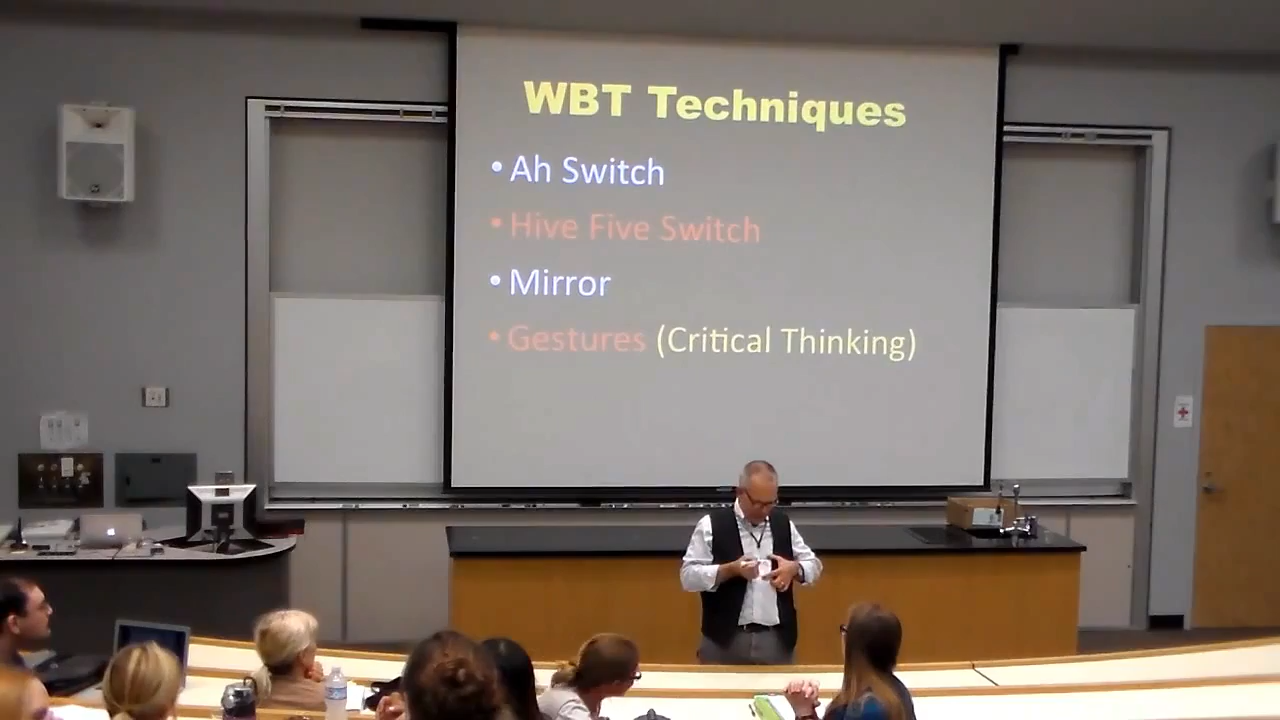 WBT Techniques
• Ah Switch
• Hive Five Switch
• Mirror
• Gestures (Critical Thinking)